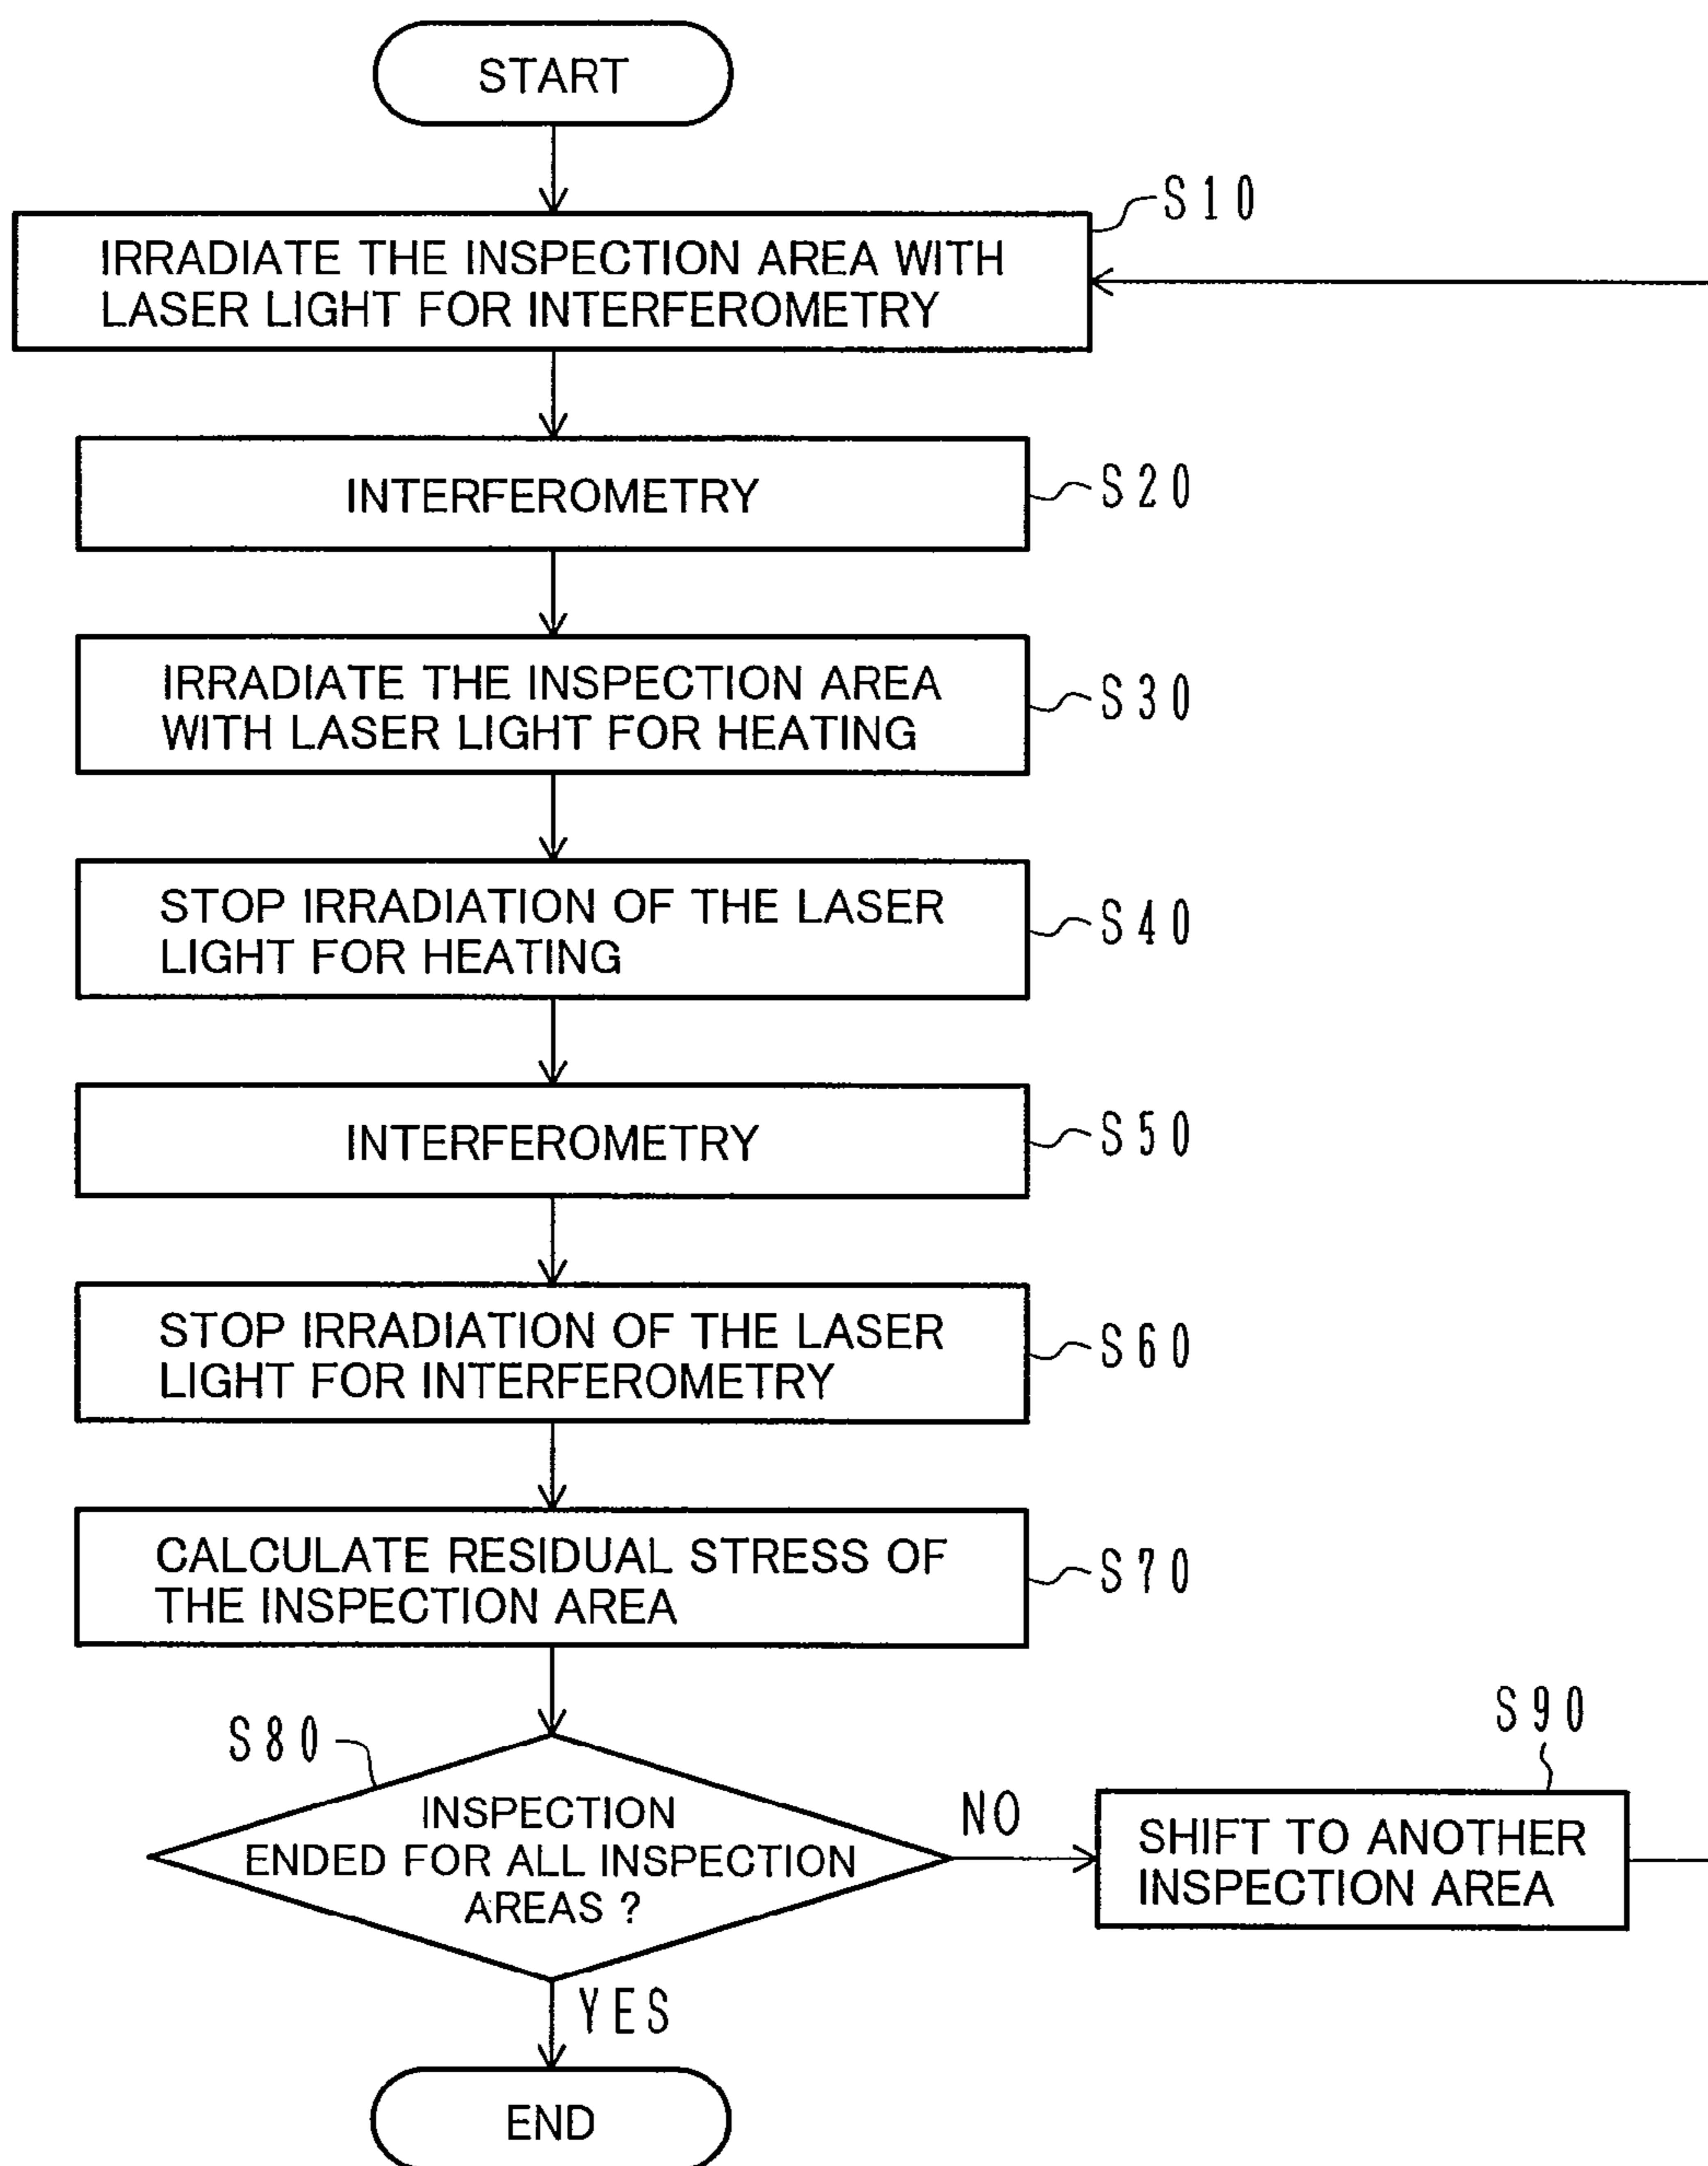 START
S10
IRRADIATE THE INSPECTION AREA WITH
LASER LIGHT FOR INTERFEROMETRY
INTERFEROMETRY
S20
IRRADIATE THE INSPECTION AREA
WITH LASER LIGHT FOR HEATING
S30
STOP IRRADIATION OF THE LASER
LIGHT FOR HEATING
S40
INTERFEROMETRY
S50
STOP IRRADIATION OF THE LASER
LIGHT FOR INTERFEROMETRY
S60
CALCULATE RESIDUAL STRESS OF
THE INSPECTION AREA
S70
S80
INSPECTION
ENDED FOR ALL INSPECTION
AREAS ?
NO
S90
SHIFT TO ANOTHER
INSPECTION AREA
YES
END